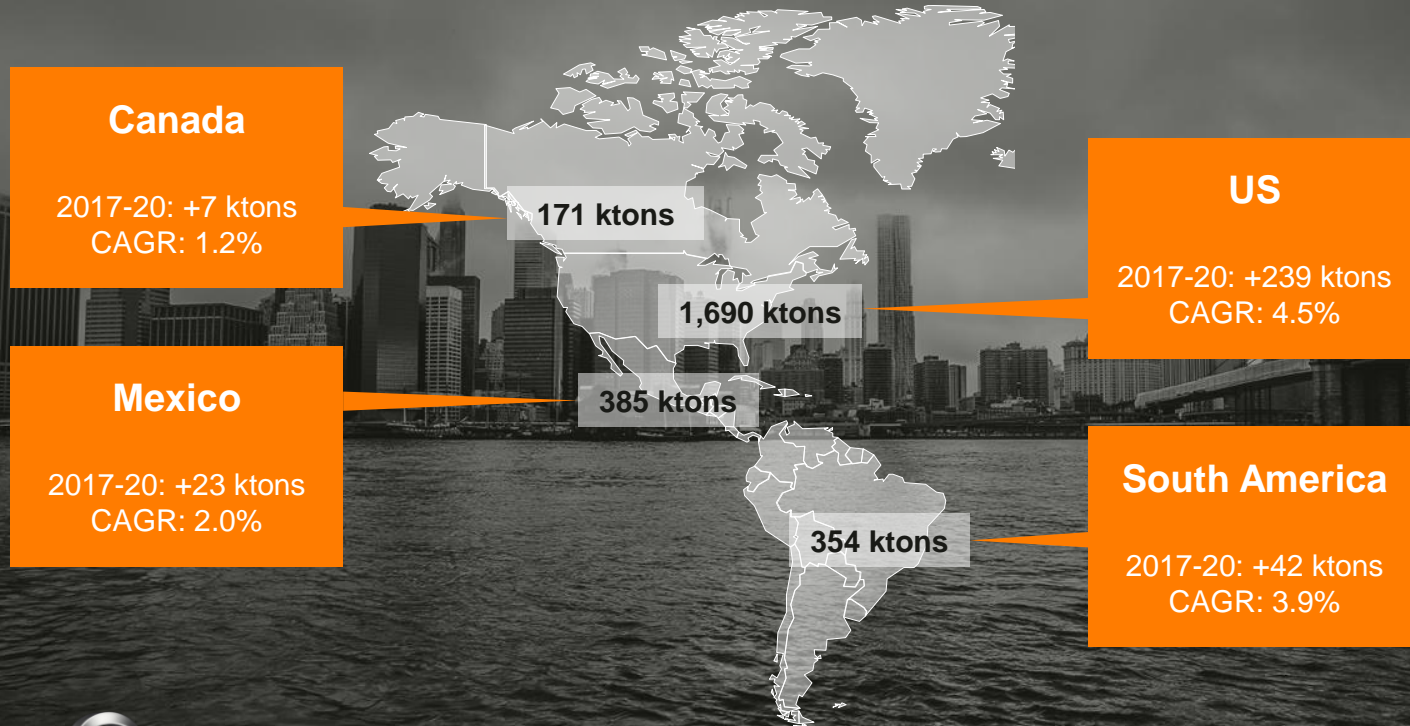 Canada
2017-20: +7 ktons
CAGR: 1.2%
171 ktons
US
2017-20: +239 ktons
CAGR: 4.5%
1,690 ktons
Mexico
2017-20: +23 ktons
CAGR: 2.0%
385 ktons
South America
2017-20: +42 ktons
CAGR: 3.9%
354 ktons